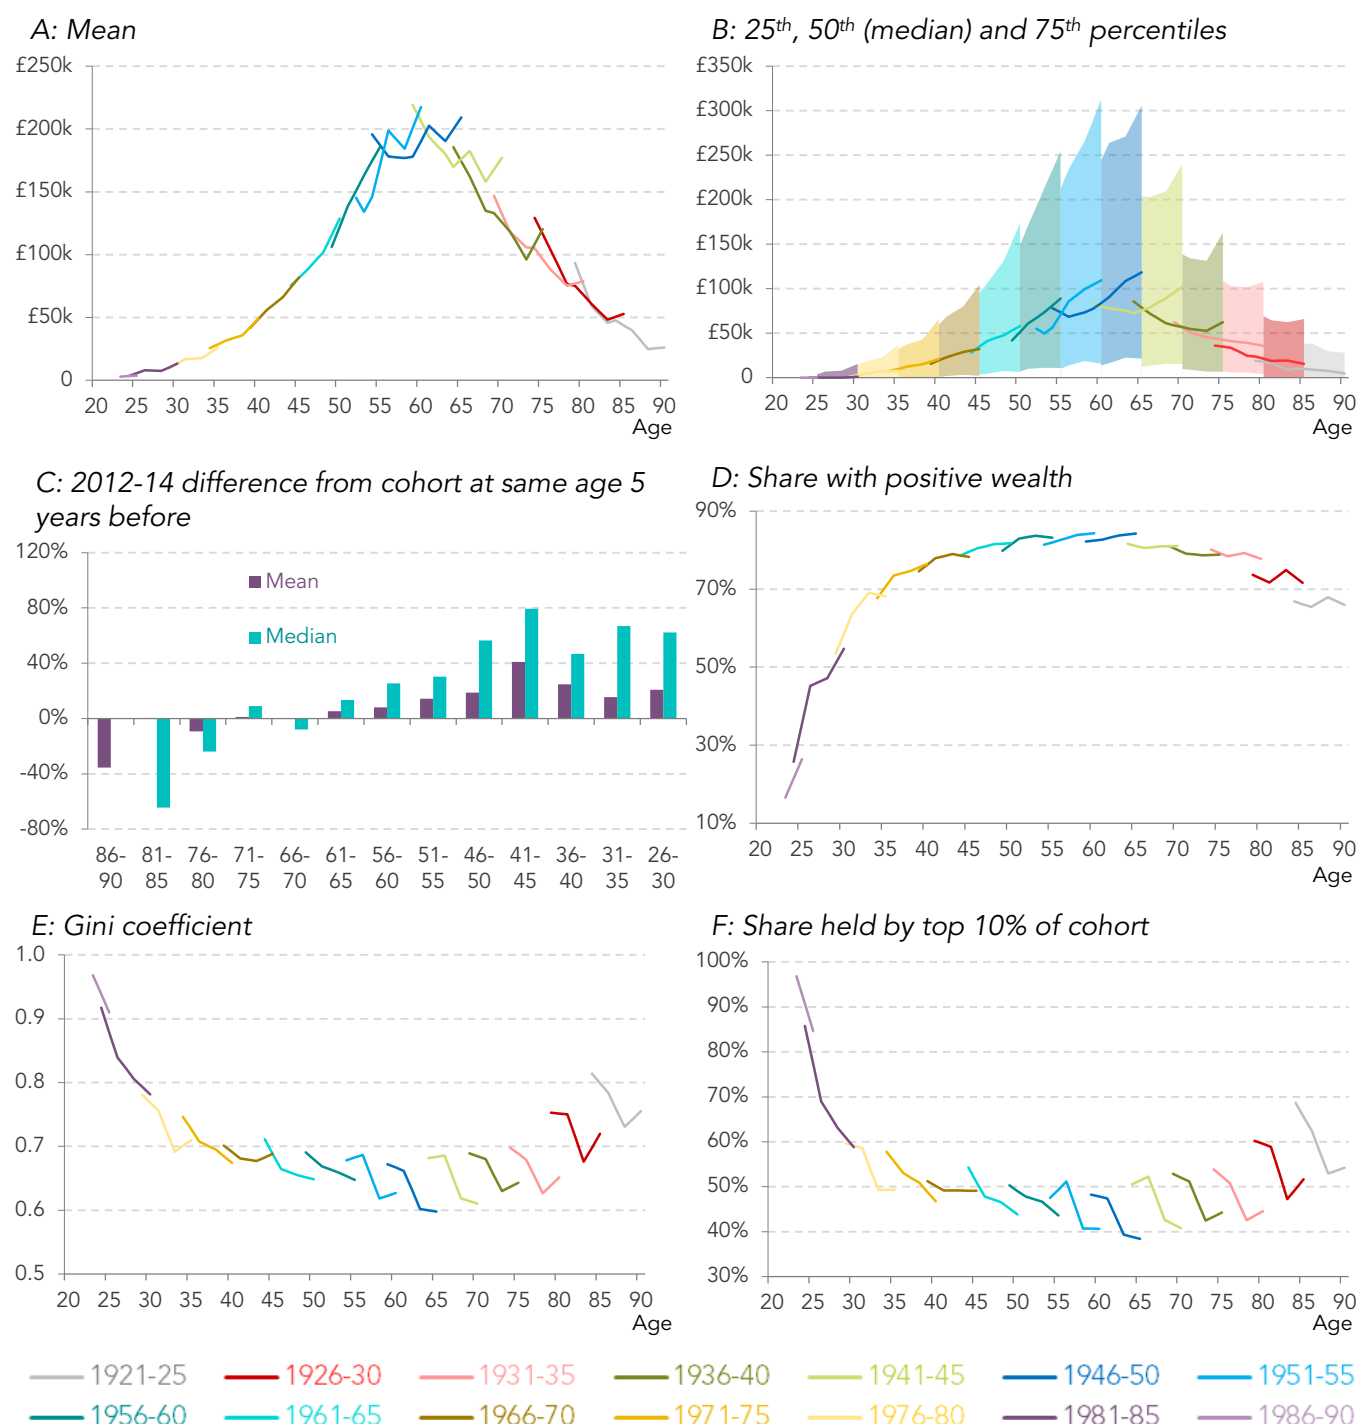 A: Mean
£250k
£200k
£150k
£100k
£50k
0
20 25 30 35 40 45 50 55 60 65 70 75 80 85 90
Age
B: 25th, 50th (median) and 75th percentiles
£350k
£300k
£250k
£200k
£150k
£100k
£50k
0
20 25 30 35 40 45 50 55 60 65 70 75 80 85 90
Age
C: 2012-14 difference from cohort at same age 5
years before
120%
80%
40%
0%
-40%
-80%
Mean
Median
86- 81- 76- 71- 66- 61- 56- 51- 46- 41- 36- 31- 26-
90 85 80 75 70 65 60 55 50 45 40 35 30
D: Share with positive wealth
90%
70%
50%
30%
10%
20 25 30 35 40 45 50 55 60 65 70 75 80 85 90
Age
E: Gini coefficient
1.0
0.9
0.8
0.7
0.6
0.5
20 25 30 35 40 45 50 55 60 65 70 75 80 85 90
Age
F: Share held by top 10% of cohort
100%
90%
80%
70%
60%
50%
40%
30%
20 25 30 35 40 45 50 55 60 65 70 75 80 85 90
Age
1921-25 1926-30 1931-35 1936-40 1941-45 1946-50 1951-55
1956-60 1961-65 1966-70 1971-75 1976-80 1981-85 1986-90